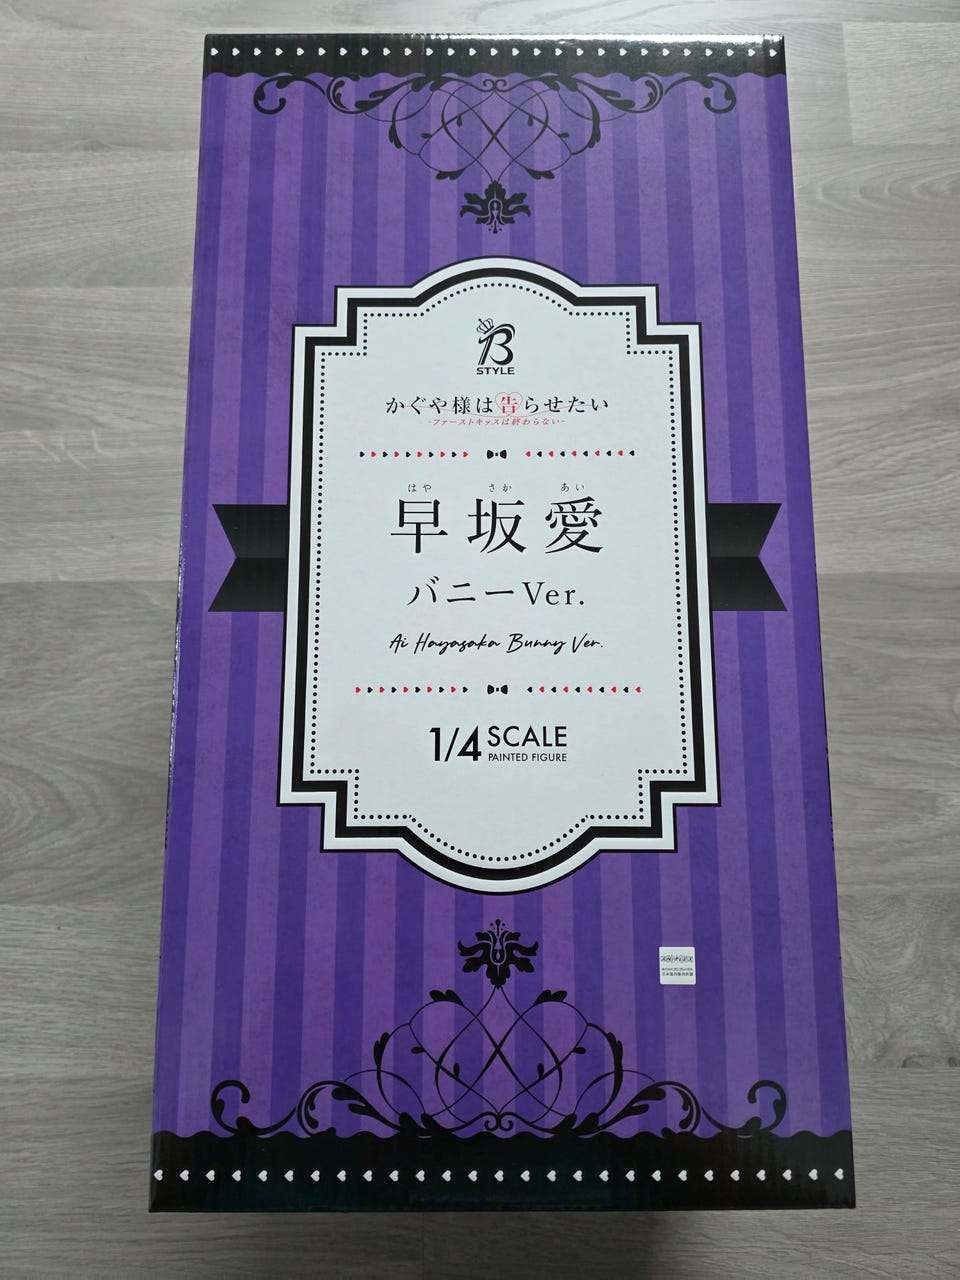 B
STYLE
かぐや様は告らせたい
-ファーストキッスは終わらない-
はや さか あい
早坂愛
バニーVer.
Ai Hayasaka Bunny Ver.
1/4 SCALE
PAINTED FIGURE